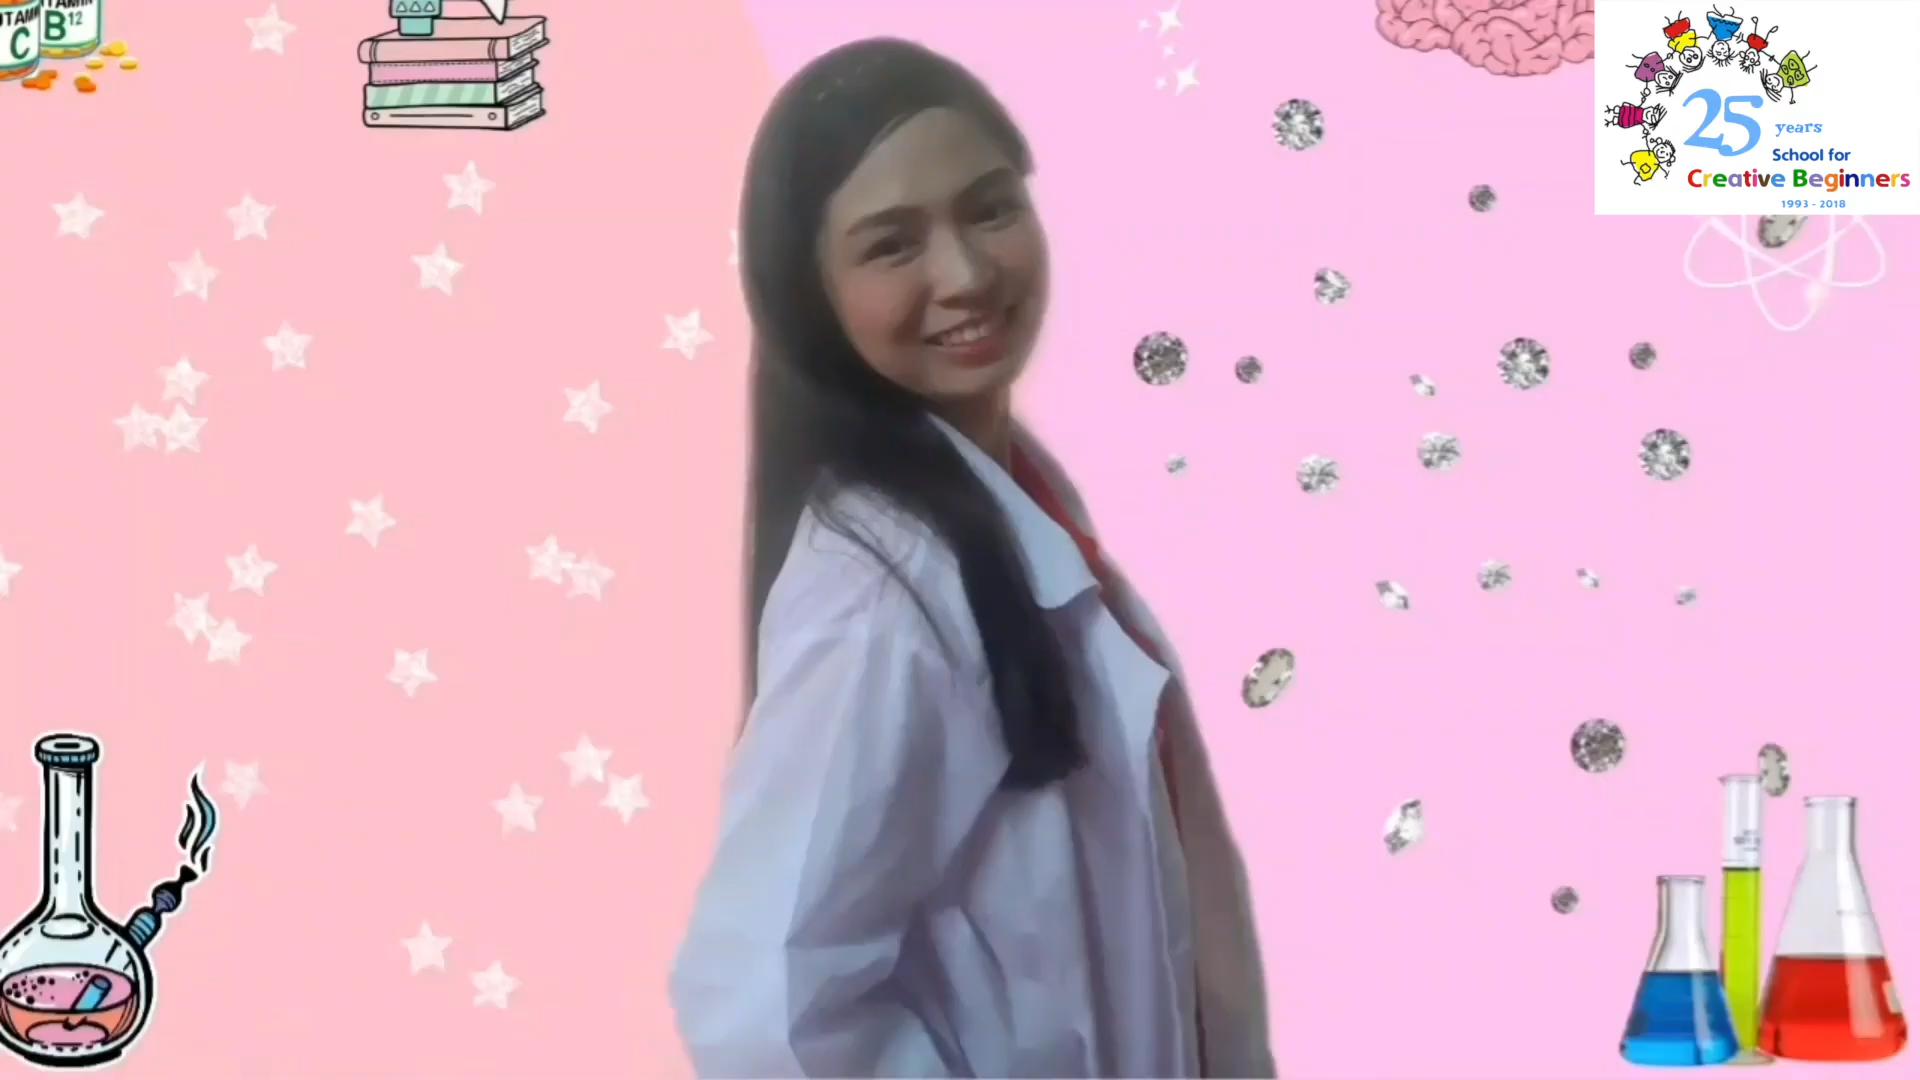 C
B12
25 years
School for
Creative Beginners
1993 - 2018